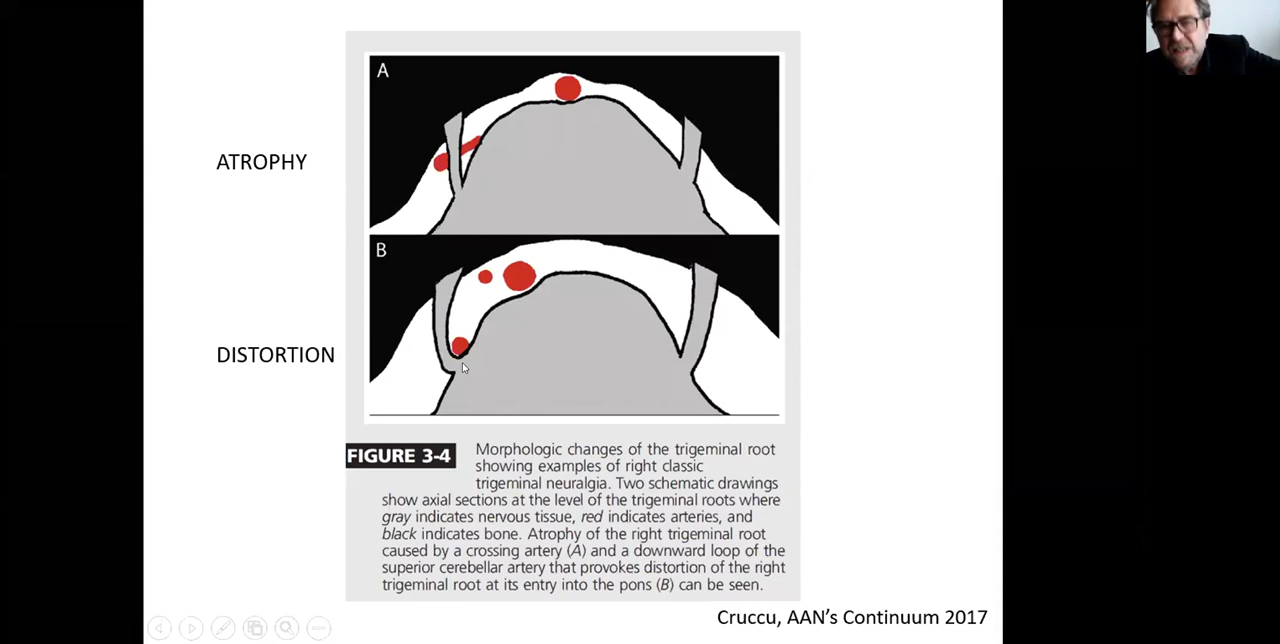 A
ATROPHY
B
DISTORTION
FIGURE 3-4
Morphologic changes of the trigeminal root
showing examples of right classic
trigeminal neuralgia. Two schematic drawings
show axial sections at the level of the trigeminal roots where
gray indicates nervous tissue, red indicates arteries, and
black indicates bone. Atrophy of the right trigeminal root
caused by a crossing artery (A) and a downward loop of the
superior cerebellar artery that provokes distortion of the right
trigeminal root at its entry into the pons (B) can be seen.
Cruccu, AAN's Continuum 2017